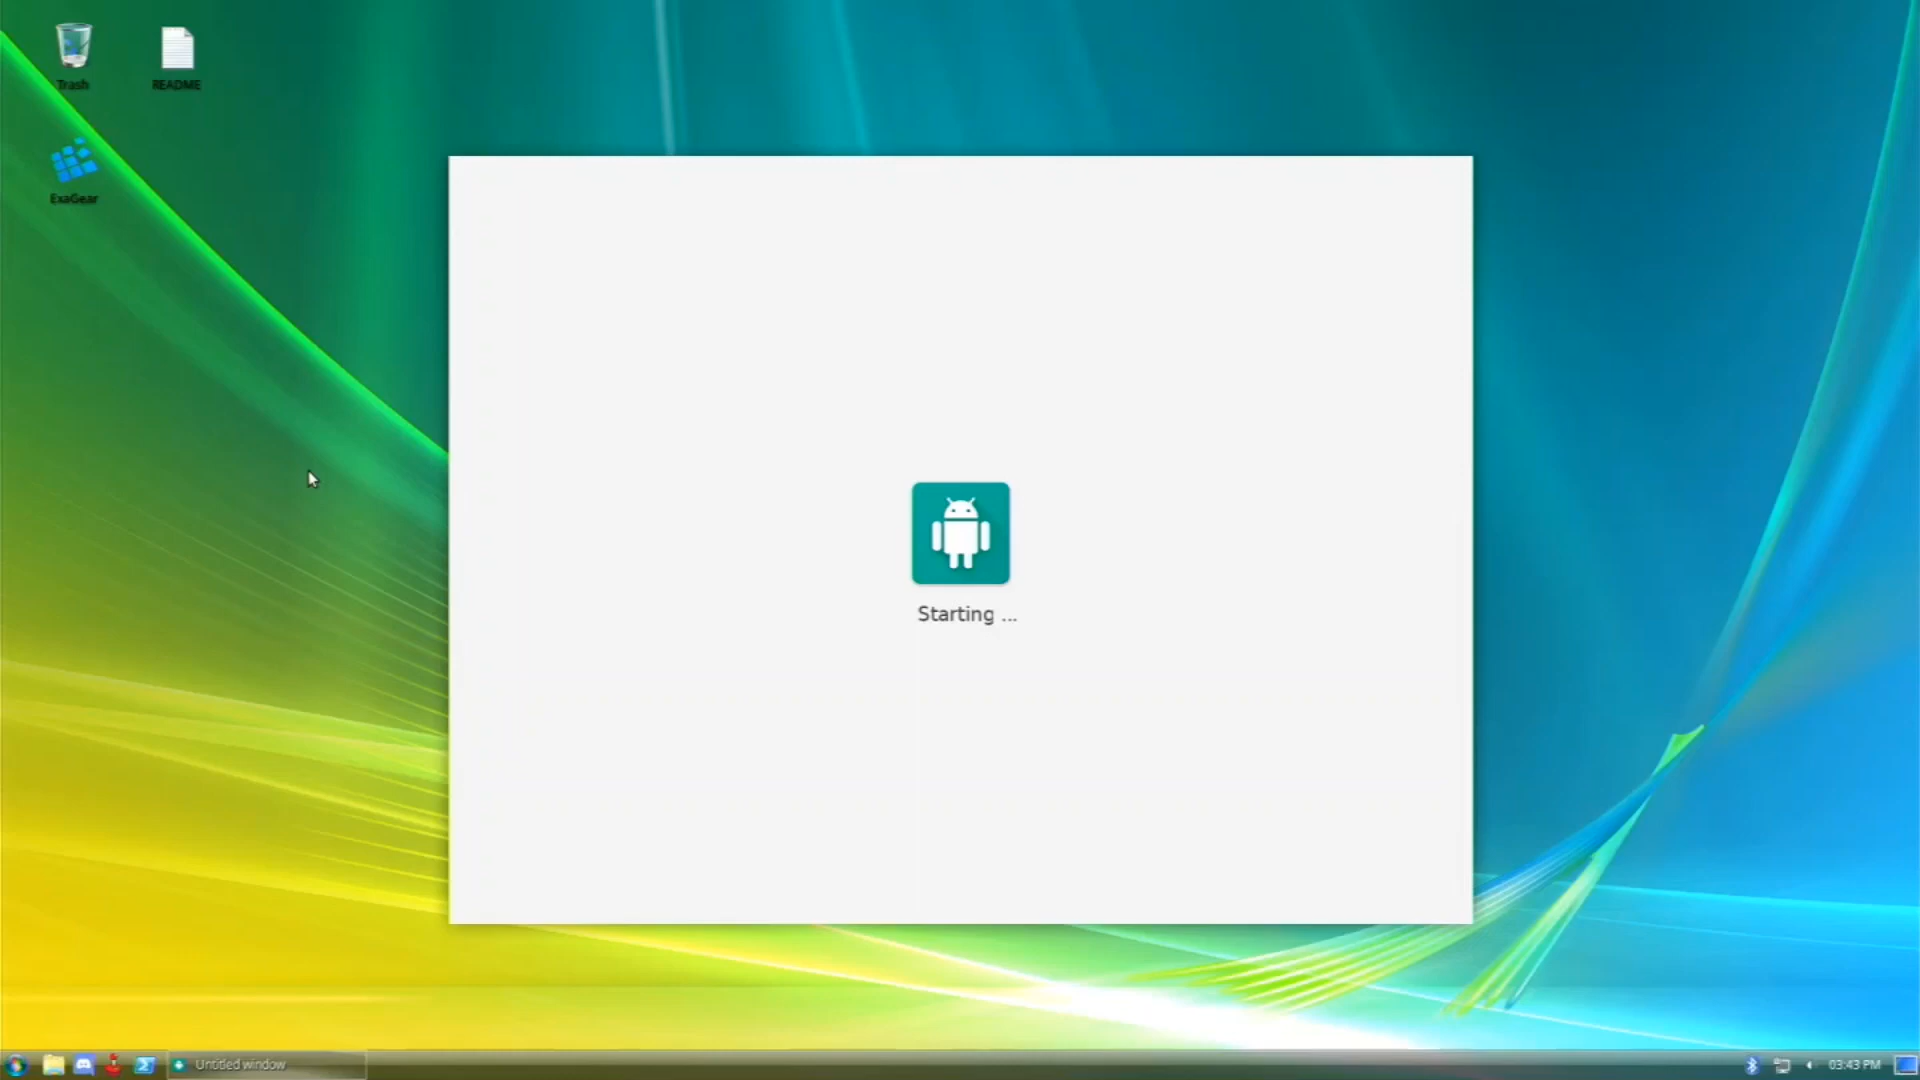 Trash
README
ExaGear
Starting ...
Untitled window
03:43 PM